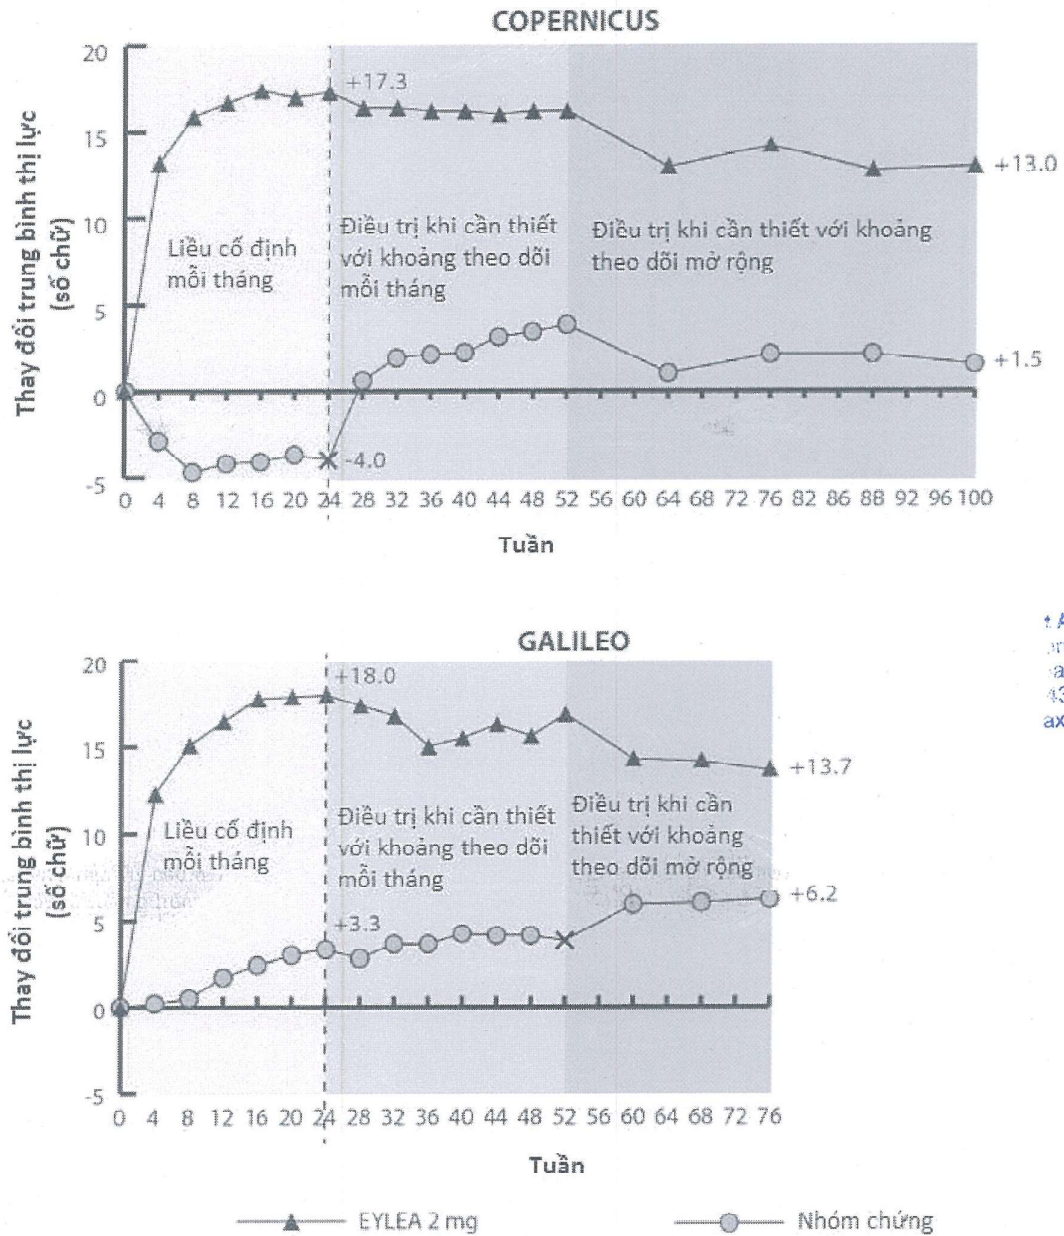 COPERNICUS
Thay đổi trung bình thị lực
(số chữ)
20
15
10
5
0
-5
+17.3
+13.0
Liều cố định
mỗi tháng
Điều trị khi cần thiết
với khoảng theo dõi
mỗi tháng
Điều trị khi cần thiết với khoảng
theo dõi mở rộng
+1.5
-4.0
0 4 8 12 16 20 24 28 32 36 40 44 48 52 56 60 64 68 72 76 82 86 88 92 96 100
Tuần
GALILEO
Thay đổi trung bình thị lực
(số chữ)
20
15
10
5
0
-5
+18.0
+13.7
Liều cố định
mỗi tháng
Điều trị khi cần thiết
với khoảng theo dõi
mỗi tháng
Điều trị khi cần
thiết với khoảng
theo dõi mở rộng
+6.2
+3.3
0 4 8 12 16 20 24 28 32 36 40 44 48 52 56 60 64 68 72 76
Tuần
EYLEA 2 mg
Nhóm chứng